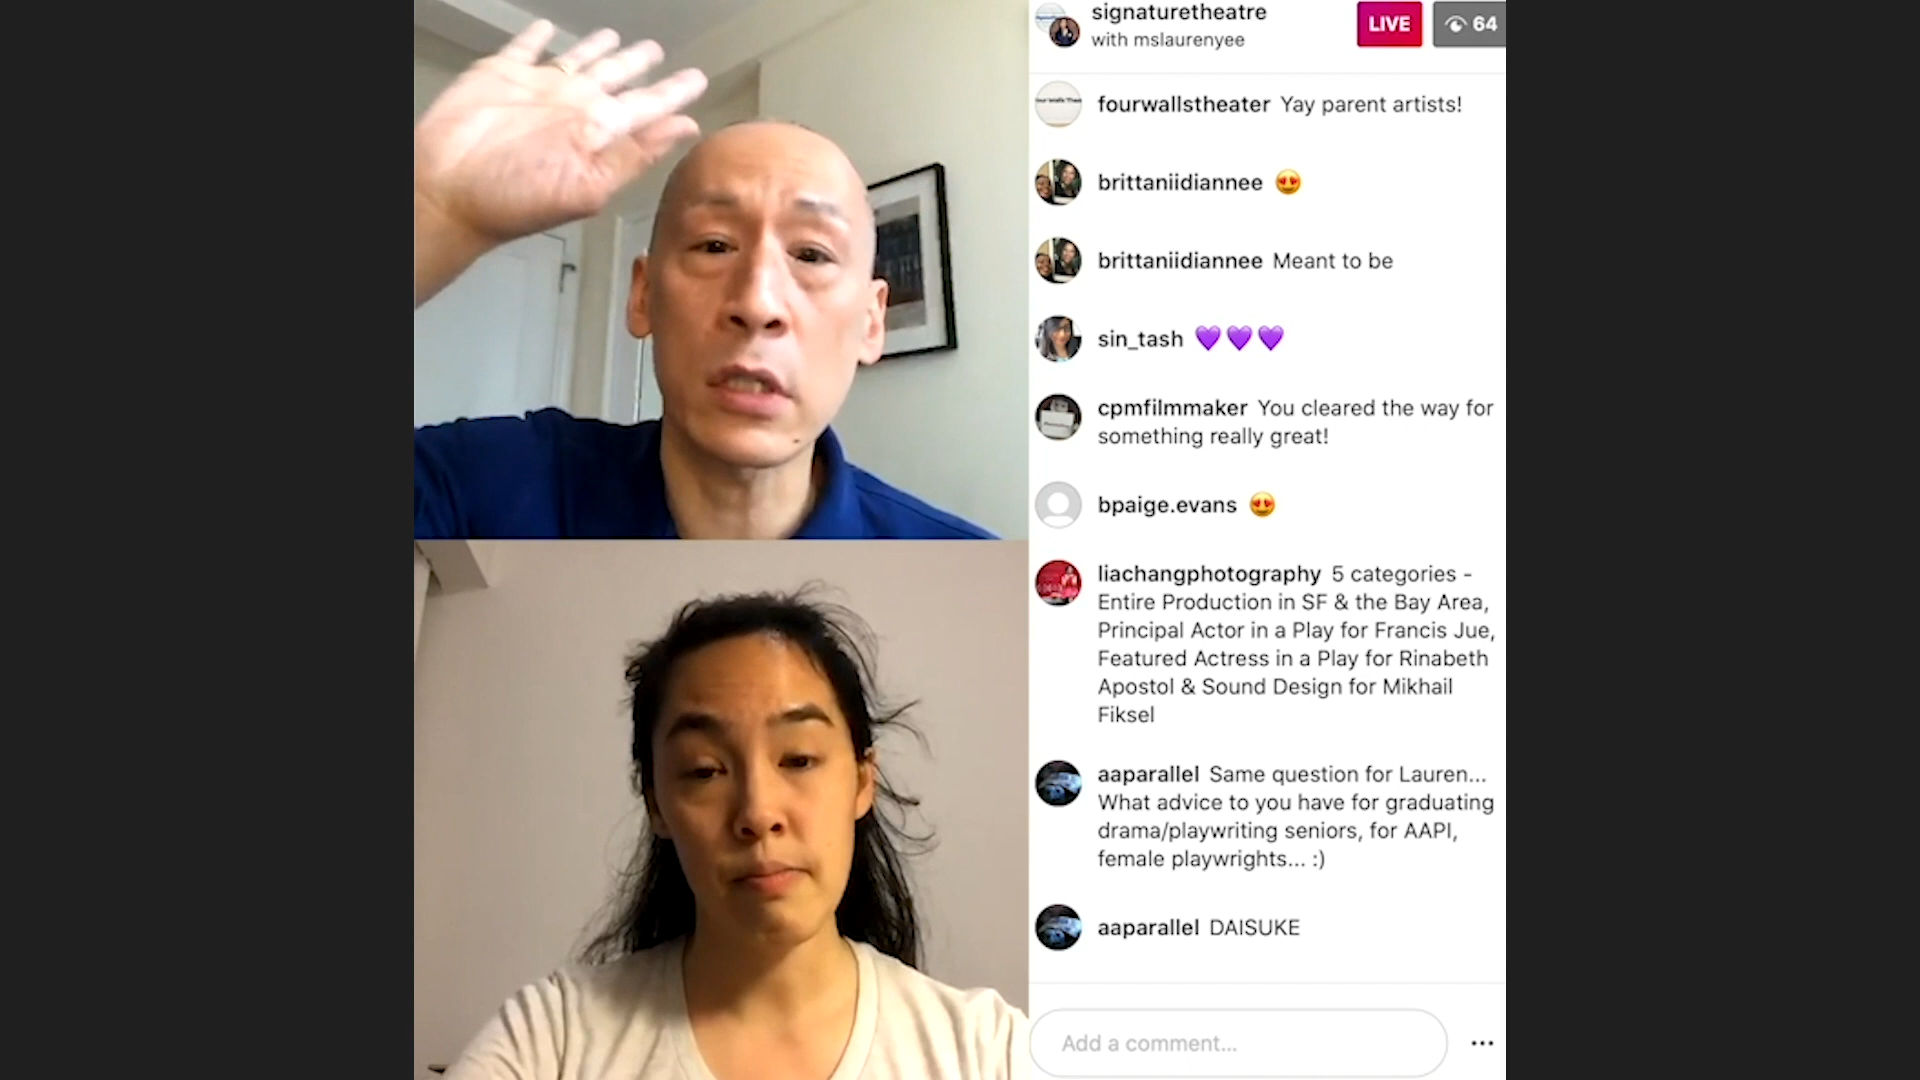 signaturetheatre
with mslaurenyee
LIVE
64
fourwallstheater Yay parent artists!
brittaniidiannee 😍
brittaniidiannee Meant to be
sin_tash 💜💜💜
cpmfilmmaker You cleared the way for
something really great!
bpaige.evans 😍
liachangphotography 5 categories -
Entire Production in SF & the Bay Area,
Principal Actor in a Play for Francis Jue,
Featured Actress in a Play for Rinabeth
Apostol & Sound Design for Mikhail
Fiksel
aaparallel Same question for Lauren...
What advice to you have for graduating
drama/playwriting seniors, for AAPI,
female playwrights... :)
aaparallel DAISUKE
Add a comment...